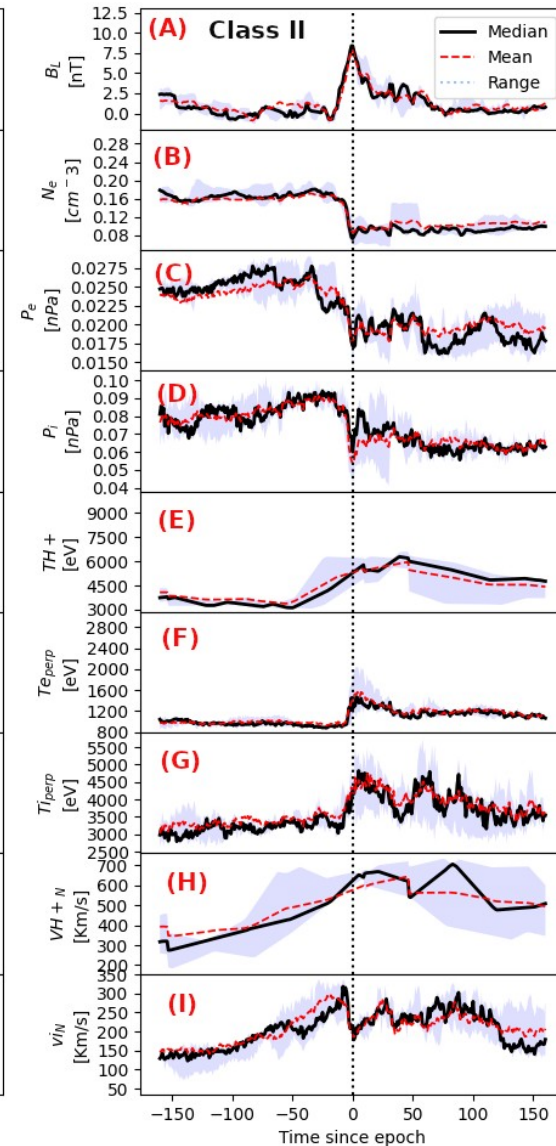 (A) Class II
Median
Mean
Range
B_L
[nT]
12.5
10.0
7.5
5.0
2.5
0.0
(B)
N_e
[cm^-3]
0.28
0.24
0.20
0.16
0.12
0.08
(C)
P_e
[nPa]
0.0275
0.0250
0.0225
0.0200
0.0175
0.0150
(D)
P_i
[nPa]
0.10
0.09
0.08
0.07
0.06
0.05
0.04
(E)
TH+
[eV]
9000
7500
6000
4500
3000
(F)
Te_perp
[eV]
2800
2400
2000
1600
1200
800
(G)
Ti_perp
[eV]
5500
5000
4500
4000
3500
3000
2500
(H)
VH+_N
[Km/s]
700
600
500
400
300
200
(I)
vi_N
[Km/s]
350
300
250
200
150
100
50
−150 −100 −50 0 50 100 150
Time since epoch